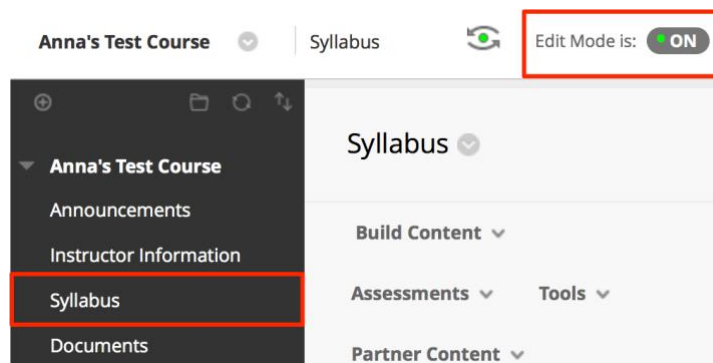 Anna's Test Course Syllabus Edit Mode is: ON
Anna's Test Course
Announcements
Instructor Information
Syllabus
Documents
Syllabus
Build Content
Assessments Tools
Partner Content